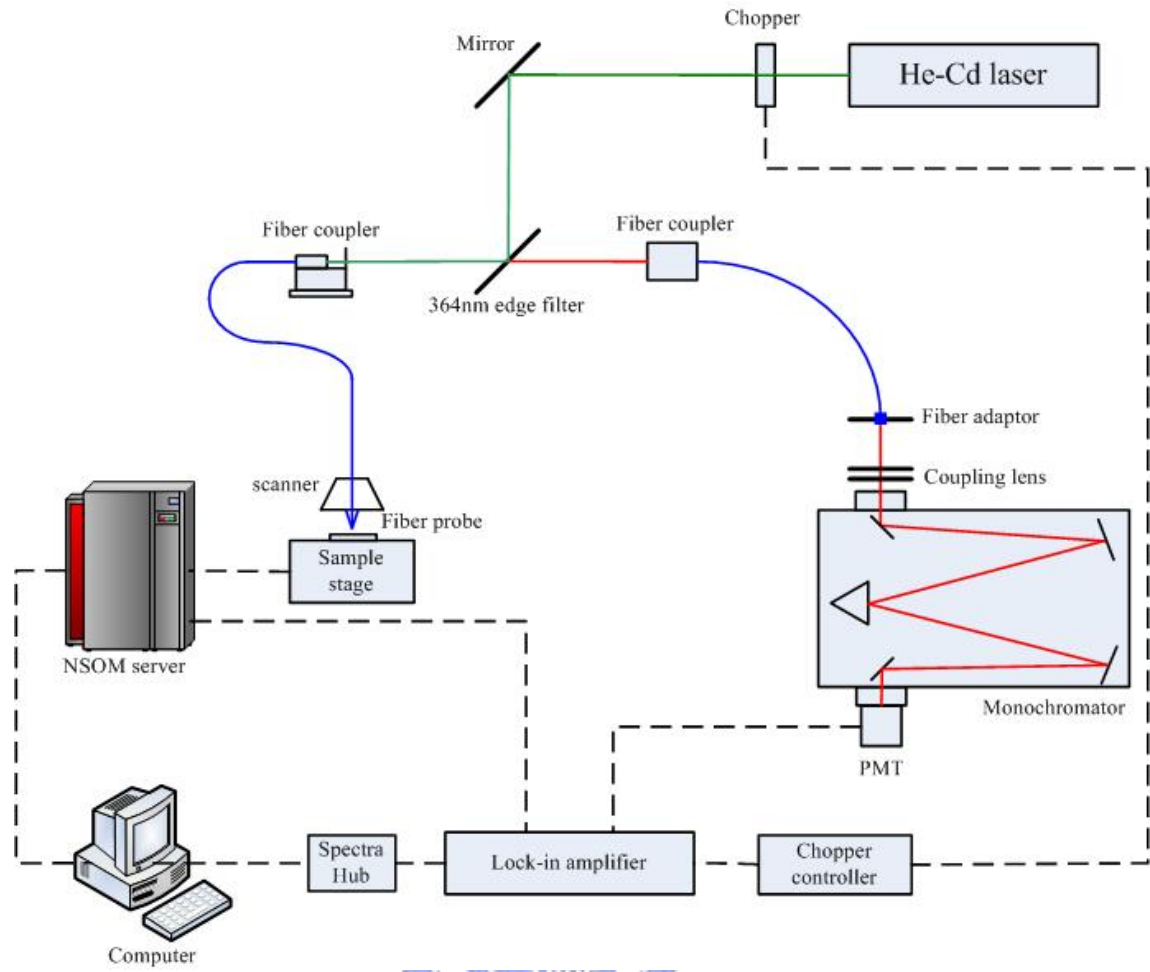 Chopper
Mirror
He-Cd laser
Fiber coupler
Fiber coupler
364nm edge filter
Fiber adaptor
scanner
Coupling lens
Fiber probe
Sample
stage
NSOM server
Monochromator
PMT
Spectra
Hub
Lock-in amplifier
Chopper
controller
Computer